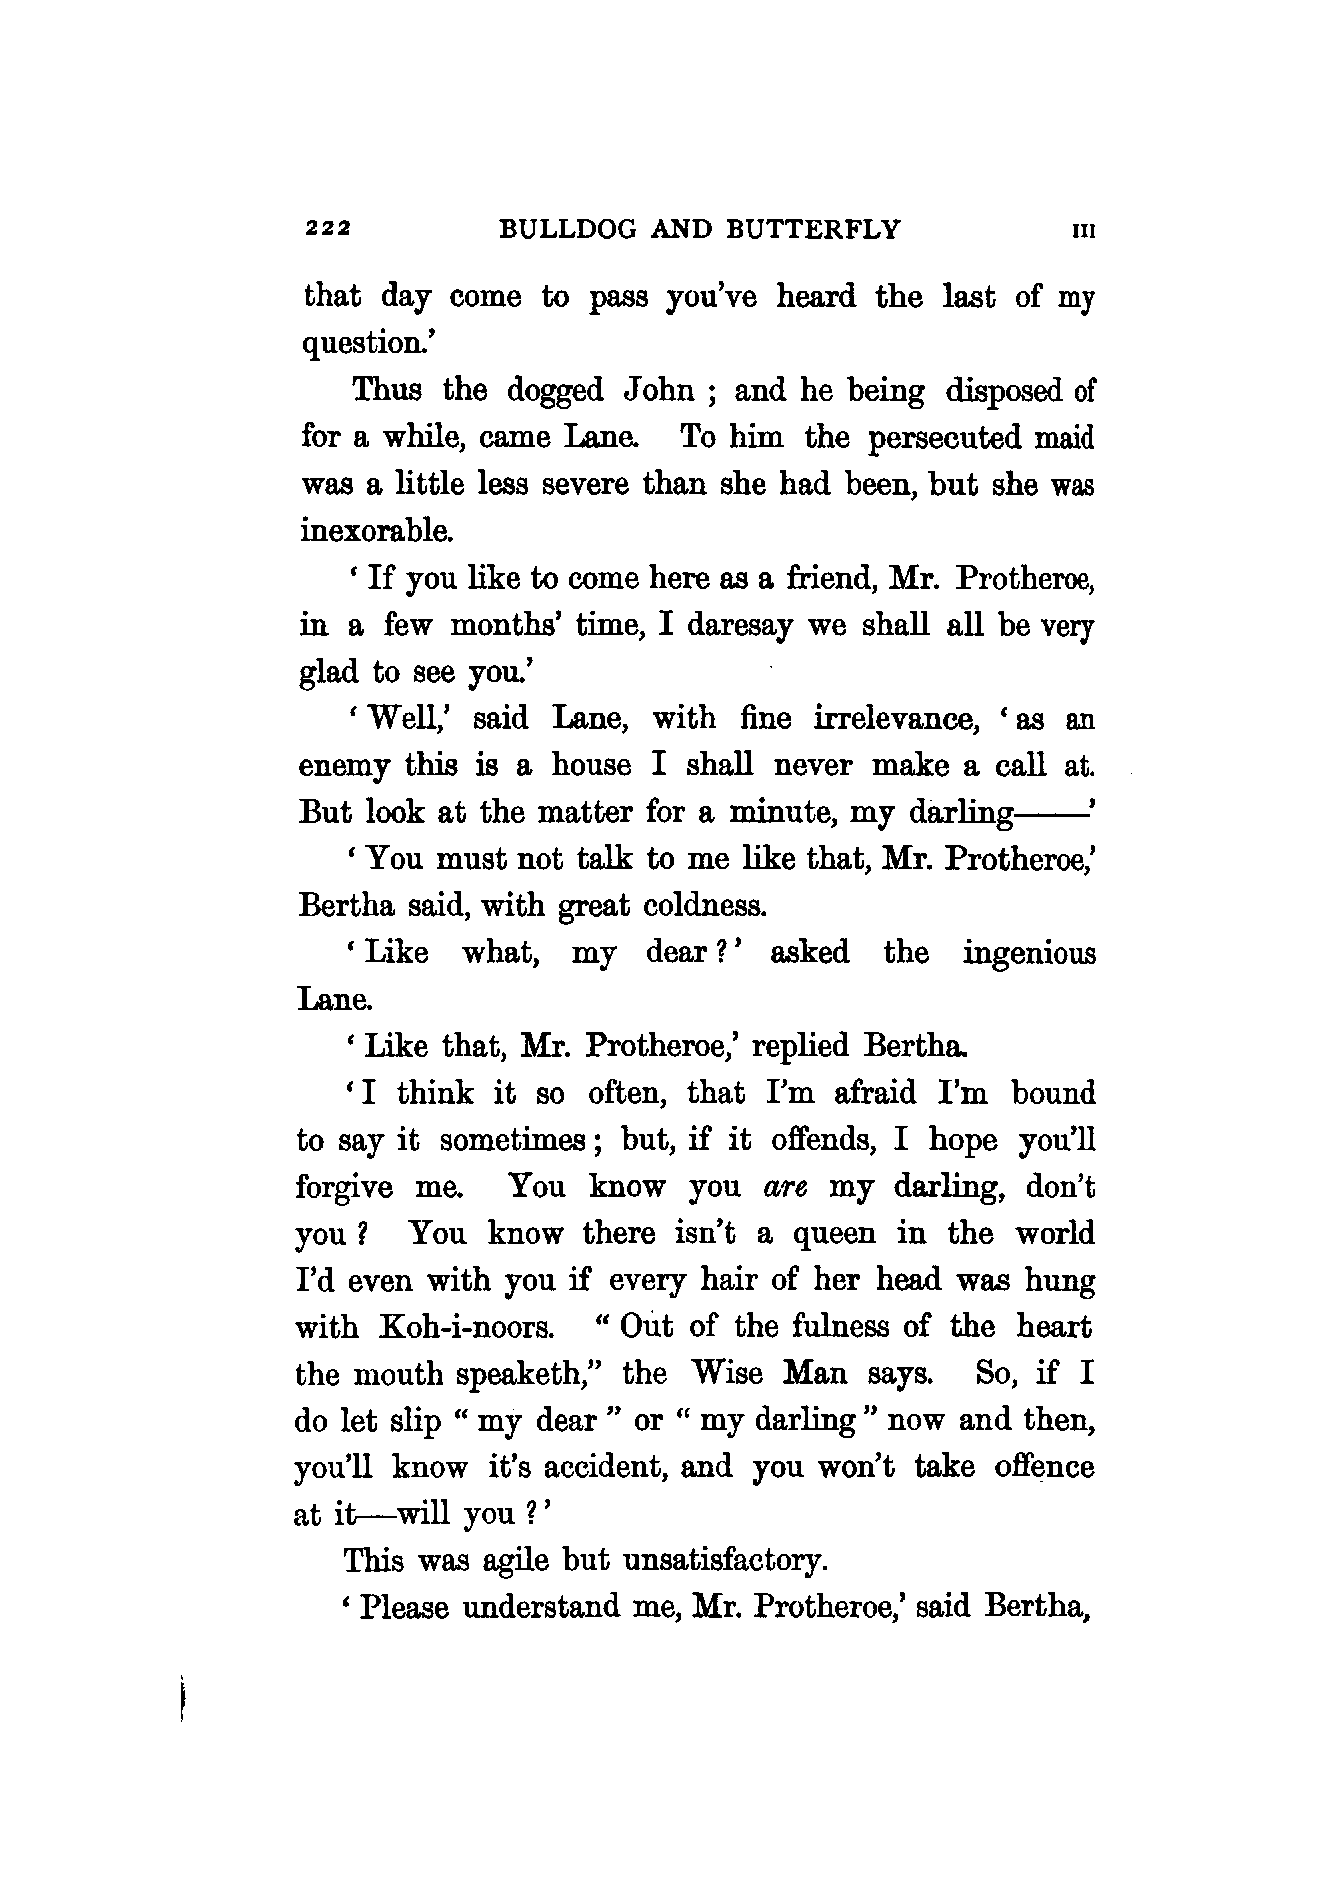 222 BULLDOG AND BUTTERFLY III
that day come to pass you've heard the last of my
question.'
Thus the dogged John ; and he being disposed of
for a while, came Lane. To him the persecuted maid
was a little less severe than she had been, but she was
inexorable.
‘ If you like to come here as a friend, Mr. Protheroe,
in a few months’ time, I daresay we shall all be very
glad to see you.’
‘ Well,’ said Lane, with fine irrelevance, ‘ as an
enemy this is a house I shall never make a call at.
But look at the matter for a minute, my darling——’
‘ You must not talk to me like that, Mr. Protheroe,’
Bertha said, with great coldness.
‘ Like what, my dear ? ’ asked the ingenious
Lane.
‘ Like that, Mr. Protheroe,’ replied Bertha.
‘ I think it so often, that I’m afraid I’m bound
to say it sometimes ; but, if it offends, I hope you’ll
forgive me. You know you are my darling, don’t
you ? You know there isn’t a queen in the world
I’d even with you if every hair of her head was hung
with Koh-i-noors. “ Out of the fulness of the heart
the mouth speaketh,” the Wise Man says. So, if I
do let slip “ my dear ” or “ my darling ” now and then,
you’ll know it’s accident, and you won’t take offence
at it—will you ? ’
This was agile but unsatisfactory.
‘ Please understand me, Mr. Protheroe,’ said Bertha,